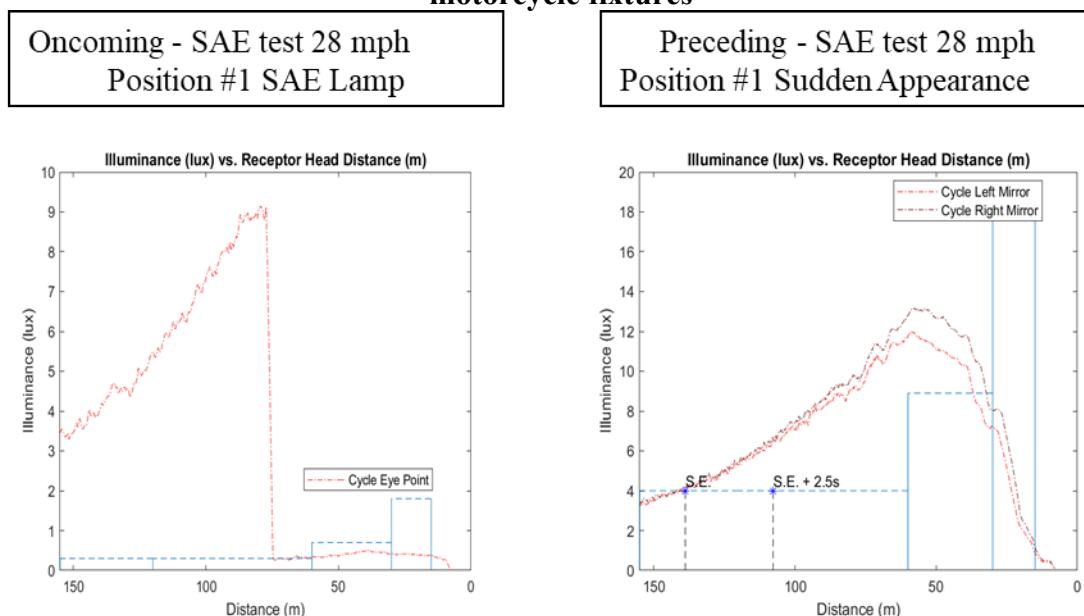 motorcycle fixtures
Oncoming - SAE test 28 mph
Position #1 SAE Lamp
Preceding - SAE test 28 mph
Position #1 Sudden Appearance
Illuminance (lux) vs. Receptor Head Distance (m)
10
9
8
7
6
5
4
3
2
1
0
Illuminance (lux)
Cycle Eye Point
150
100
50
0
Distance (m)
Illuminance (lux) vs. Receptor Head Distance (m)
20
18
16
14
12
10
8
6
4
2
0
Illuminance (lux)
Cycle Left Mirror
Cycle Right Mirror
S.E.
S.E. + 2.5s
150
100
50
0
Distance (m)